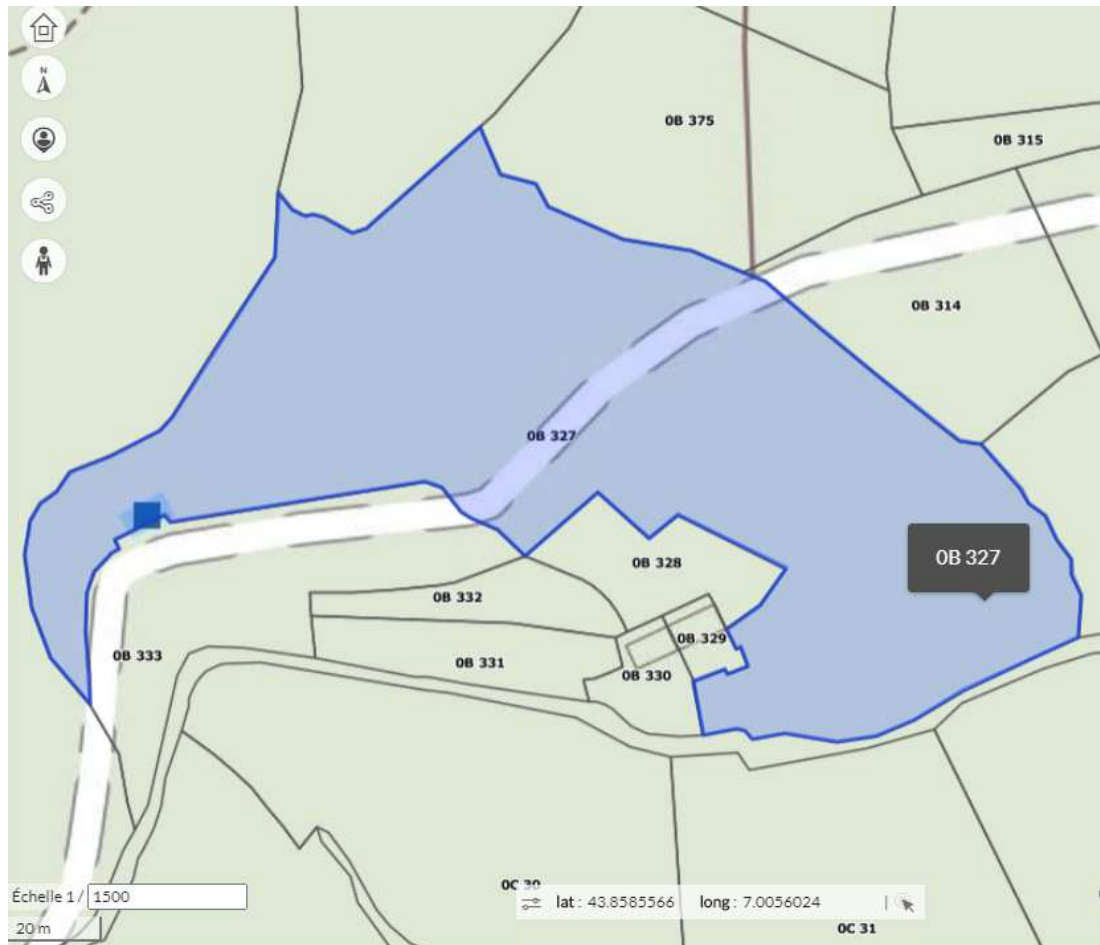 N
0B 375
0B 315
0B 314
0B 327
0B 327
0B 328
0B 332
0B 329
0B 333
0B 331
0B 330
Échelle 1 / 1500
0C 30
lat : 43.8585566 long : 7.0056024
20 m
0C 31